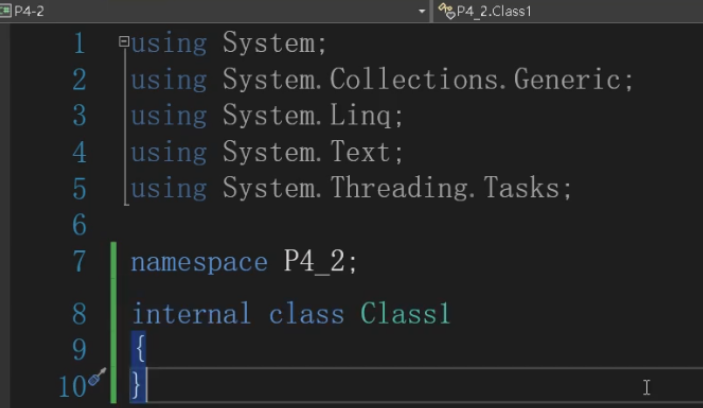 P4-2
P4_2.Class1
1 using System;
2 using System.Collections.Generic;
3 using System.Linq;
4 using System.Text;
5 using System.Threading.Tasks;
6
7 namespace P4_2;
8 internal class Class1
9 {
10 }